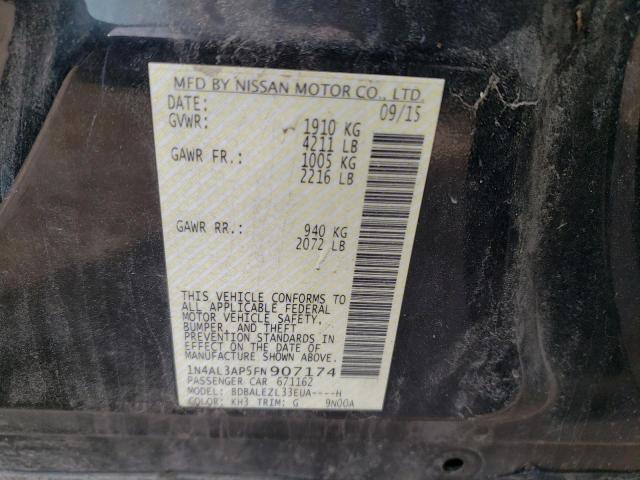 MFD BY NISSAN MOTOR CO., LTD.
DATE: 09/15
GVWR: 1910 KG
4211 LB
GAWR FR.: 1005 KG
2216 LB
GAWR RR.: 940 KG
2072 LB
THIS VEHICLE CONFORMS TO
ALL APPLICABLE FEDERAL
MOTOR VEHICLE SAFETY,
BUMPER, AND THEFT
PREVENTION STANDARDS IN
EFFECT ON THE DATE OF
MANUFACTURE SHOWN ABOVE.
1N4AL3AP5FN907174
PASSENGER CAR 671162
MODEL: BDBALEZL33EUA----H
COLOR: KH3 TRIM: G 9N00A